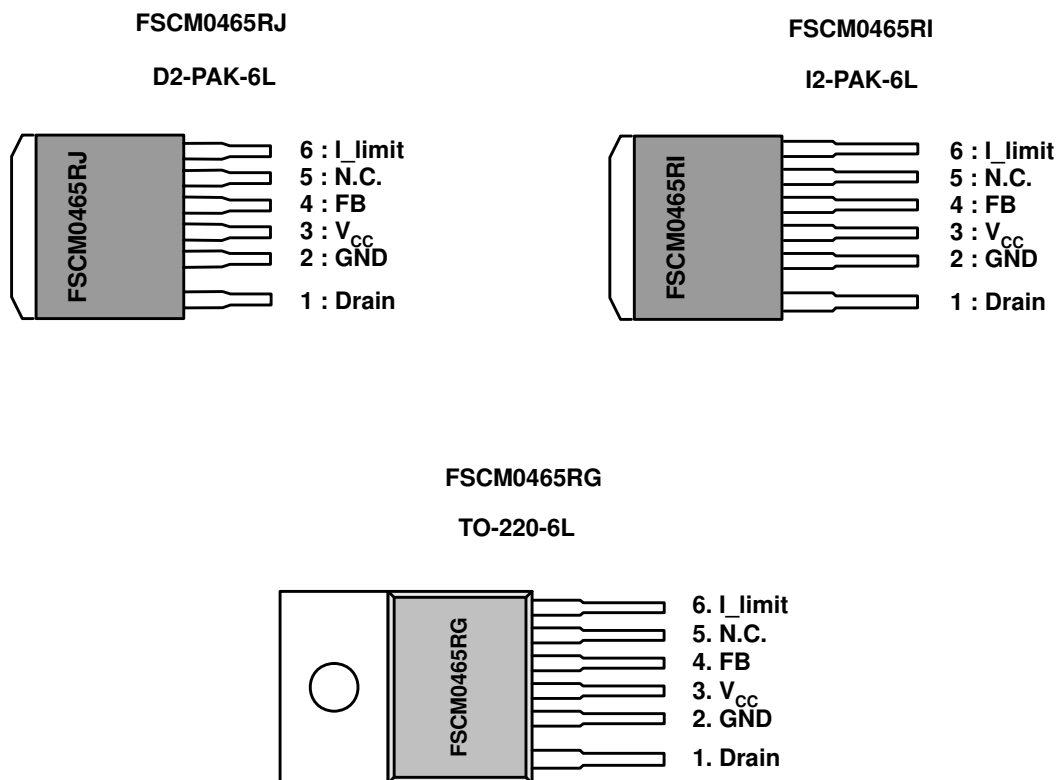 FSCM0465RJ
D2-PAK-6L
FSCM0465RJ
6 : I_limit
5 : N.C.
4 : FB
3 : VCC
2 : GND
1 : Drain
FSCM0465RI
I2-PAK-6L
FSCM0465RI
6 : I_limit
5 : N.C.
4 : FB
3 : VCC
2 : GND
1 : Drain
FSCM0465RG
TO-220-6L
FSCM0465RG
6. I_limit
5. N.C.
4. FB
3. VCC
2. GND
1. Drain